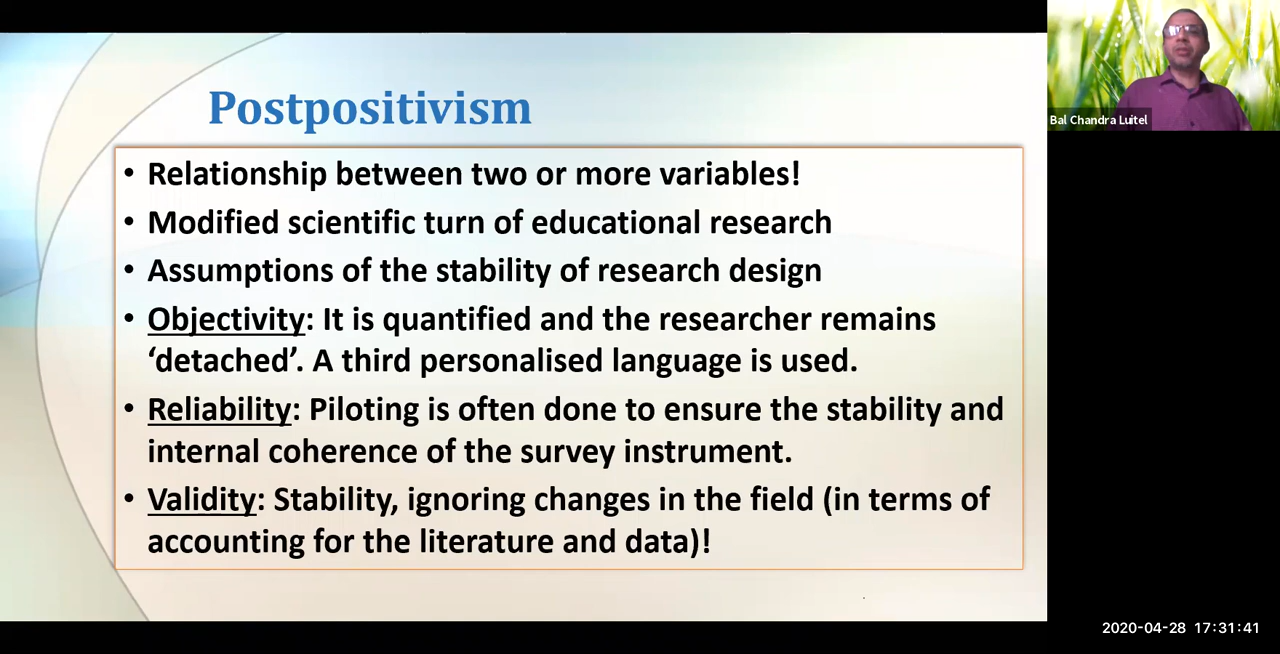 Postpositivism
• Relationship between two or more variables!
• Modified scientific turn of educational research
• Assumptions of the stability of research design
• Objectivity: It is quantified and the researcher remains
‘detached’. A third personalised language is used.
• Reliability: Piloting is often done to ensure the stability and
internal coherence of the survey instrument.
• Validity: Stability, ignoring changes in the field (in terms of
accounting for the literature and data)!
Bal Chandra Luitel
2020-04-28 17:31:41